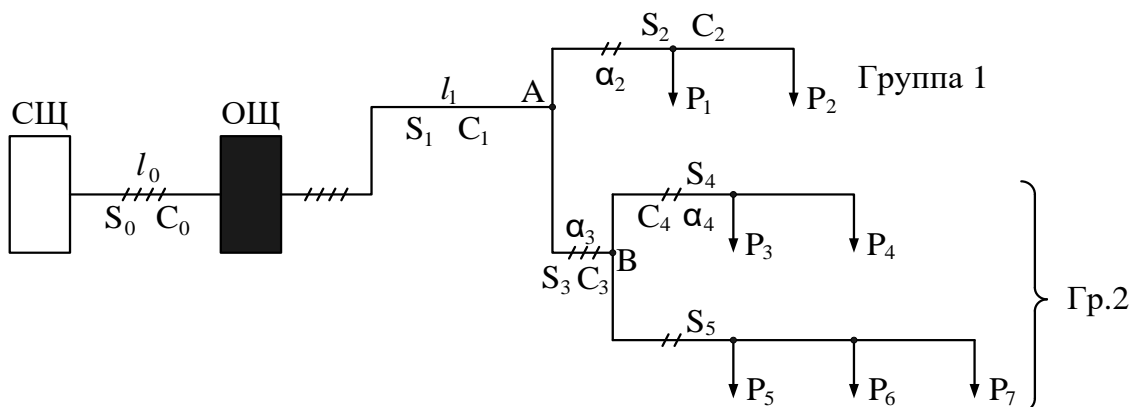 S₂ C₂
α₂
P₁ P₂
Группа 1
СЩ
ОЩ
l₀
S₀ C₀
l₁
S₁ C₁
A
S₄
C₄ α₄
P₃ P₄
α₃
S₃ C₃
B
S₅
P₅ P₆ P₇
Гр.2